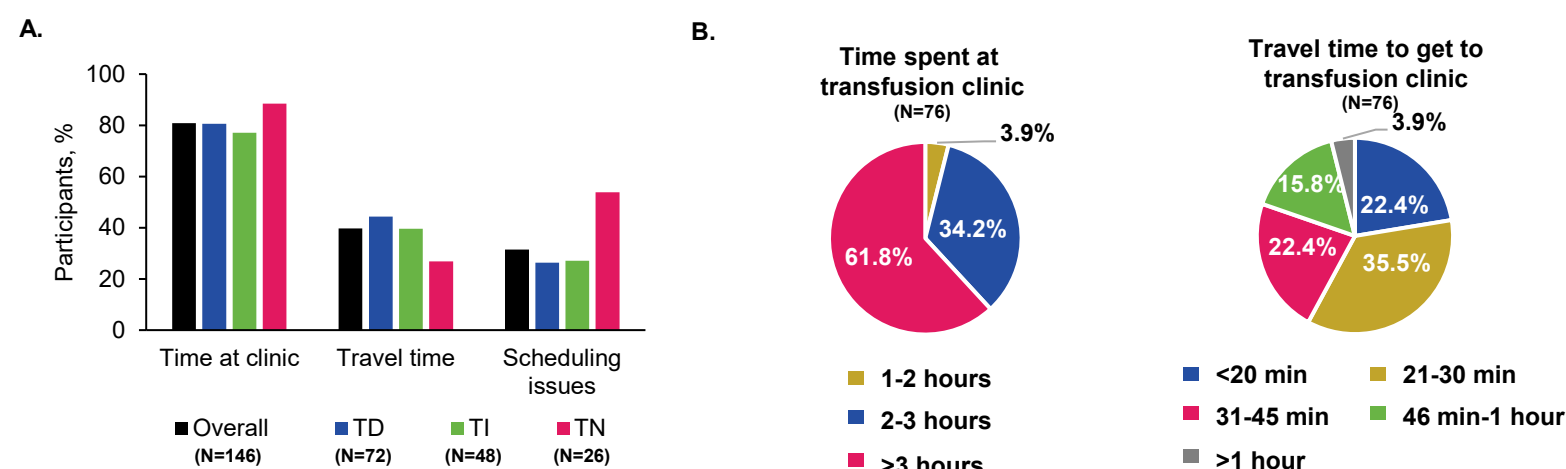 A.
Participants, %
100
80
60
40
20
0
Time at clinic
Travel time
Scheduling
issues
Overall
(N=146)
TD
(N=72)
TI
(N=48)
TN
(N=26)
B.
Time spent at
transfusion clinic
(N=76)
3.9%
34.2%
61.8%
1-2 hours
2-3 hours
>3 hours
Travel time to get to
transfusion clinic
(N=76)
3.9%
22.4%
35.5%
22.4%
15.8%
<20 min
21-30 min
31-45 min
46 min-1 hour
>1 hour